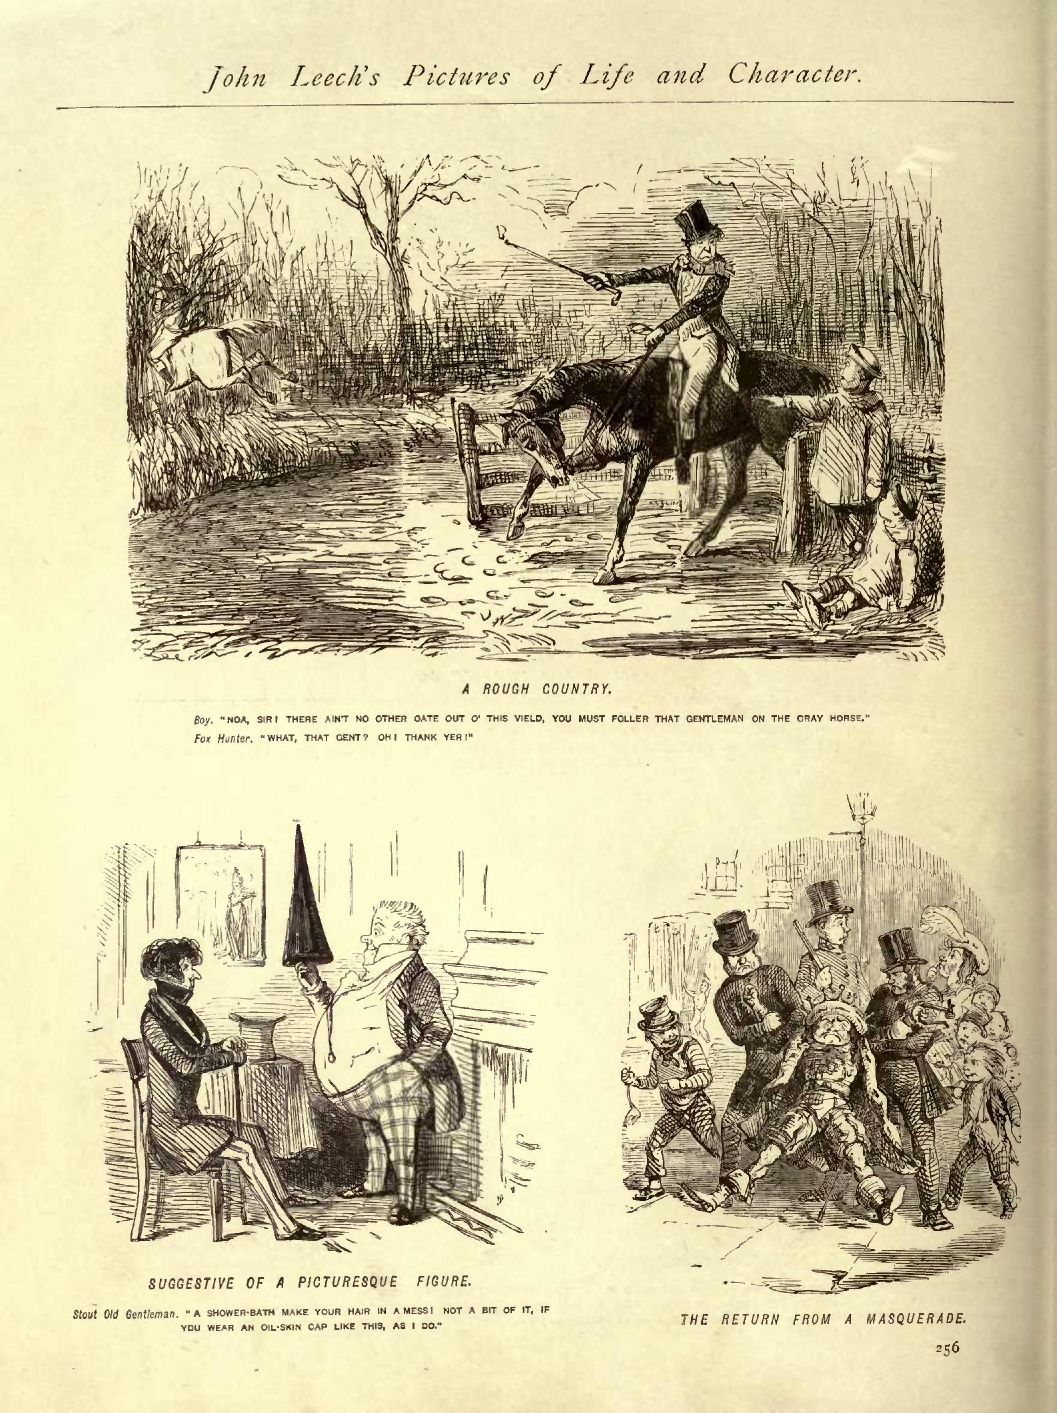 John Leech's Pictures of Life and Character.
A ROUGH COUNTRY.
Boy. "NOA, SIR! THERE AIN'T NO OTHER OATE OUT O' THIS VIELD, YOU MUST FOLLER THAT GENTLEMAN ON THE GRAY HORSE."
Fox Hunter. "WHAT, THAT GENT? OH! THANK YER!"
SUGGESTIVE OF A PICTURESQUE FIGURE.
Stout Old Gentleman. "A SHOWER-BATH MAKE YOUR HAIR IN A MESS! NOT A BIT OF IT, IF
YOU WEAR AN OIL-SKIN CAP LIKE THIS, AS I DO."
THE RETURN FROM A MASQUERADE.
256